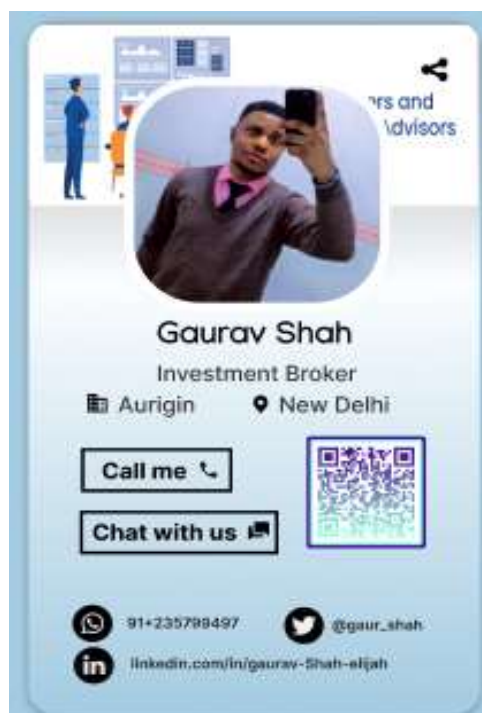 ers and
Advisors
Gaurav Shah
Investment Broker
Aurigin New Delhi
Call me
Chat with us
91+235799497
@gaur_shah
linkedin.com/in/gaurav-Shah-elijah